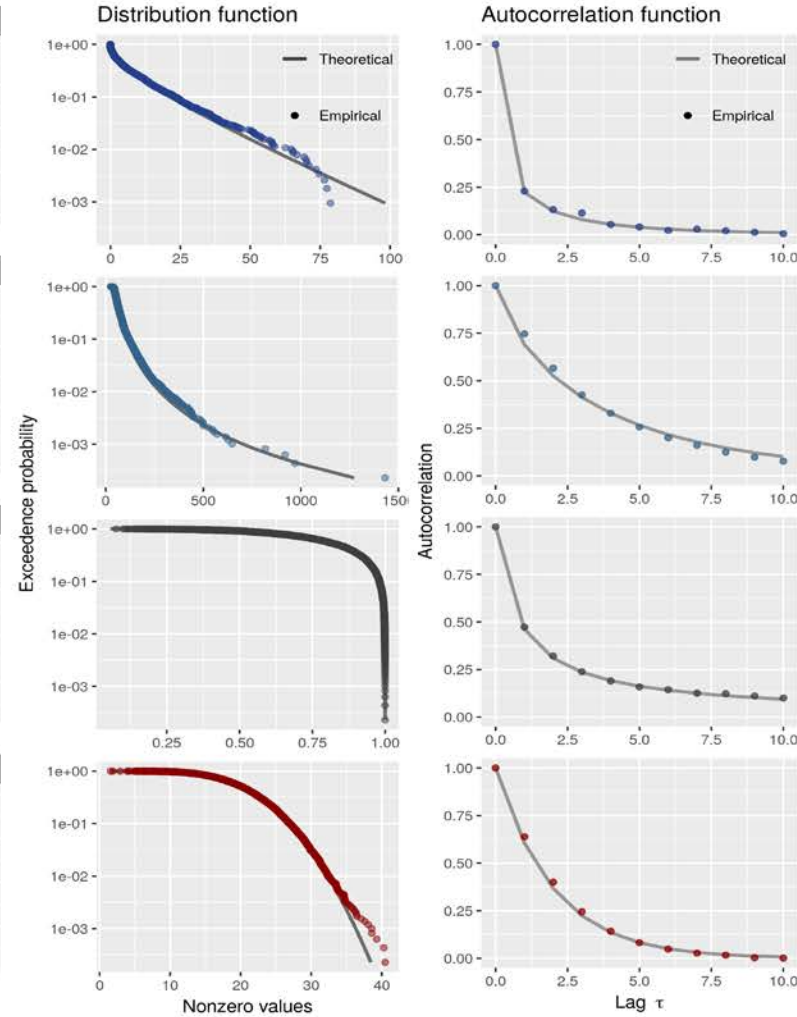 Distribution function
Autocorrelation function
1e+00
1e-01
1e-02
1e-03
Theoretical
Empirical
0 25 50 75 100
1.00
0.75
0.50
0.25
0.00
Theoretical
Empirical
0.0 2.5 5.0 7.5 10.0
1e+00
1e-01
1e-02
1e-03
0 500 1000 150
1.00
0.75
0.50
0.25
0.00
0.0 2.5 5.0 7.5 10.0
Exceedence probability
Autocorrelation
1e+00
1e-01
1e-02
1e-03
0.25 0.50 0.75 1.00
1.00
0.75
0.50
0.25
0.00
0.0 2.5 5.0 7.5 10.0
1e+00
1e-01
1e-02
1e-03
0 10 20 30 40
Nonzero values
1.00
0.75
0.50
0.25
0.00
0.0 2.5 5.0 7.5 10.0
Lag τ